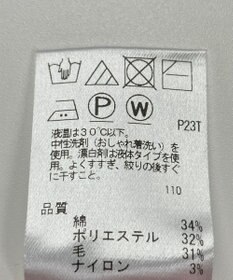 P W
P23T
液温は30℃以下。
中性洗剤(おしゃれ着洗い)を
使用。漂白剤は液体タイプを使
用。よくすすぎ、絞りの後すぐ
に干すこと。
110
品質
綿 34%
ポリエステル 32%
毛 31%
ナイロン 3%